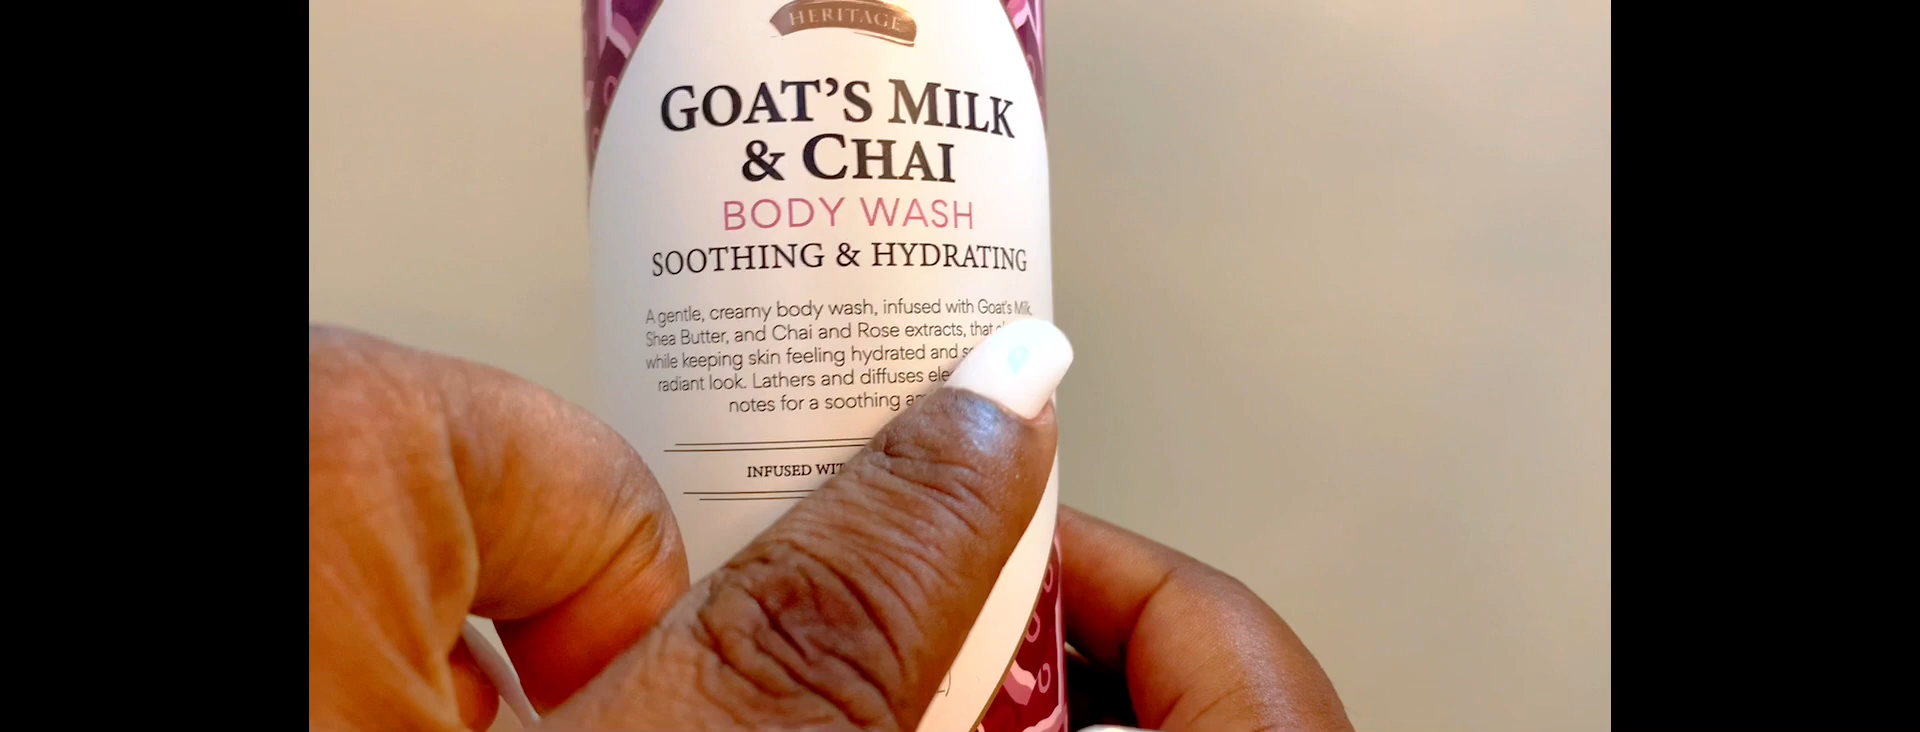 HERITAGE
GOAT'S MILK
& CHAI
BODY WASH
SOOTHING & HYDRATING
A gentle, creamy body wash, infused with Goat's Milk,
Shea Butter, and Chai and Rose extracts, that
while keeping skin feeling hydrated and
radiant look. Lathers and diffuses
notes for a soothing
INFUSED